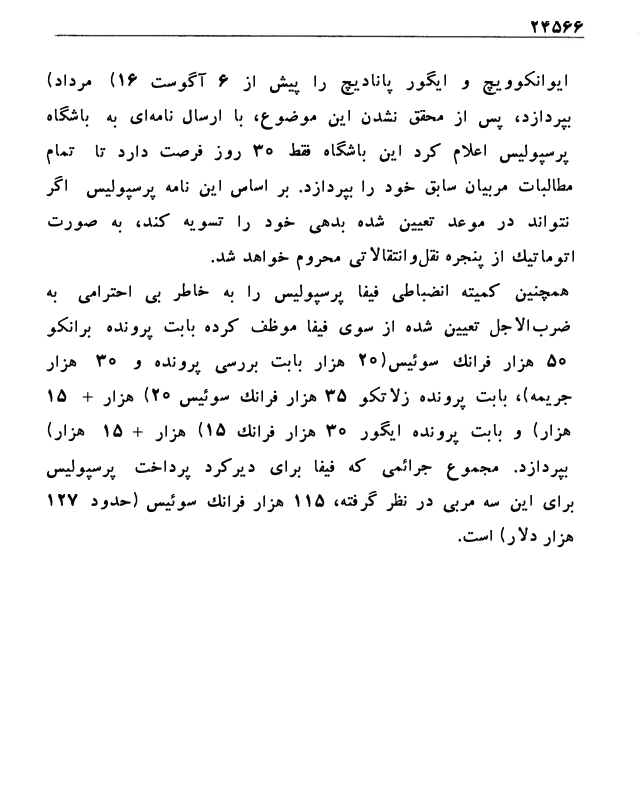 ۲۴۵۶۶
ایوانکوویچ و ایگور پانادیچ را پیش از ۶ آگوست ۱۶) مرداد)
بپردازد، پس از محقق نشدن این موضوع، با ارسال نامه‌ای به باشگاه
پرسپولیس اعلام کرد این باشگاه فقط ۳۰ روز فرصت دارد تا تمام
مطالبات مربیان سابق خود را بپردازد. بر اساس این نامه پرسپولیس اگر
نتواند در موعد تعیین شده بدهی خود را تسویه کند، به صورت
اتوماتیك از پنجره نقل‌وانتقالاتی محروم خواهد شد.
همچنین کمیته انضباطی فیفا پرسپولیس را به خاطر بی احترامی به
ضرب‌الاجل تعیین شده از سوی فیفا موظف کرده بابت پرونده برانکو
۵۰ هزار فرانك سوئیس(۲۰ هزار بابت بررسی پرونده و ۳۰ هزار
جریمه)، بابت پرونده زلاتکو ۳۵ هزار فرانك سوئیس ۲۰) هزار + ۱۵
هزار) و بابت پرونده ایگور ۳۰ هزار فرانك ۱۵) هزار + ۱۵ هزار)
بپردازد. مجموع جرائمی که فیفا برای دیرکرد پرداخت پرسپولیس
برای این سه مربی در نظر گرفته، ۱۱۵ هزار فرانك سوئیس (حدود ۱۲۷
هزار دلار) است.